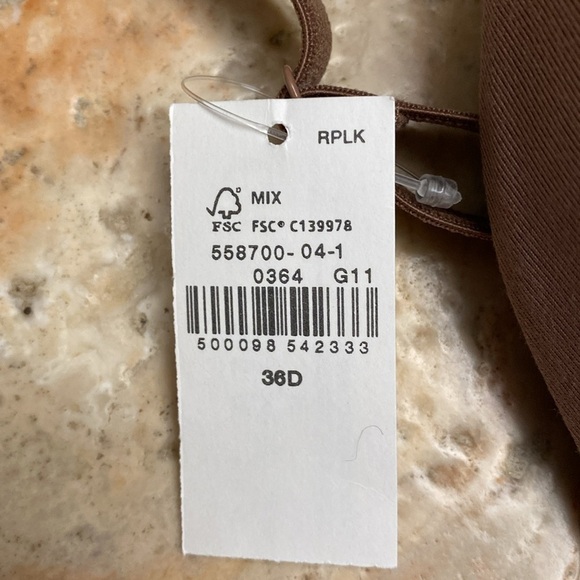 RPLK
MIX
FSC FSC® C139978
558700-04-1
0364 G11
500098 542333
36D